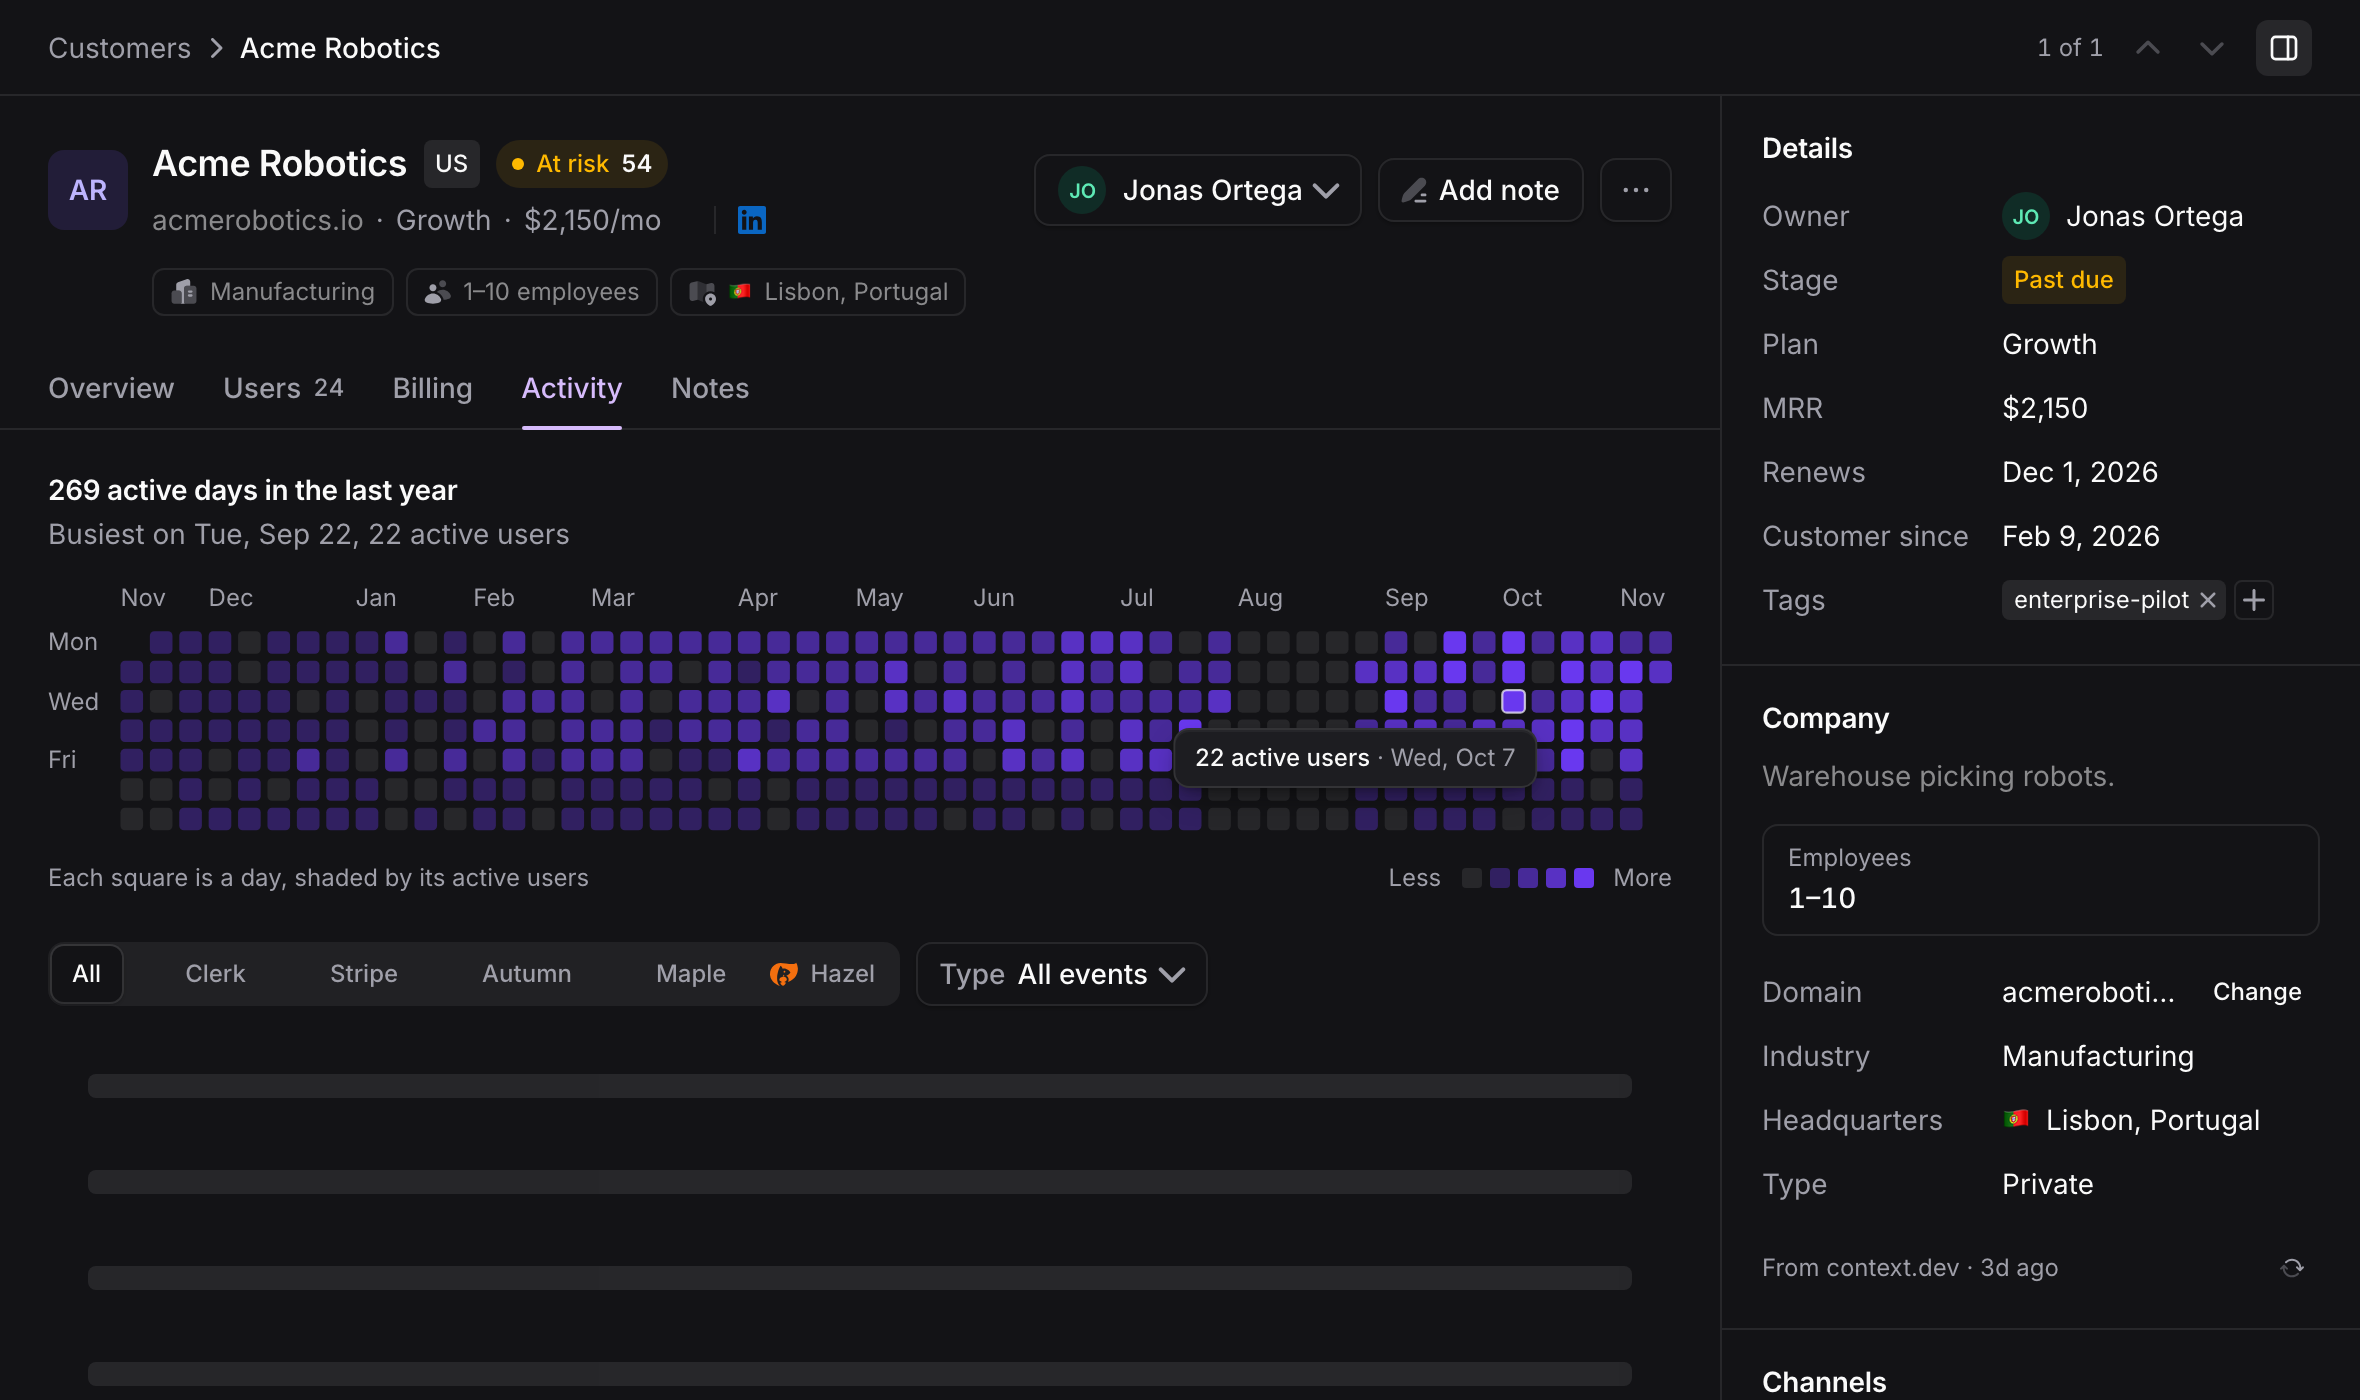 Customers > Acme Robotics
1 of 1
AR
Acme Robotics US At risk 54
acmerobotics.io · Growth · $2,150/mo
in
JO Jonas Ortega
Add note
Manufacturing
1–10 employees
Lisbon, Portugal
Overview Users 24 Billing Activity Notes
269 active days in the last year
Busiest on Tue, Sep 22, 22 active users
Nov Dec Jan Feb Mar Apr May Jun Jul Aug Sep Oct Nov
Mon
Wed
Fri
22 active users · Wed, Oct 7
Each square is a day, shaded by its active users
Less More
All Clerk Stripe Autumn Maple Hazel
Type All events
Details
Owner JO Jonas Ortega
Stage Past due
Plan Growth
MRR $2,150
Renews Dec 1, 2026
Customer since Feb 9, 2026
Tags enterprise-pilot
Company
Warehouse picking robots.
Employees
1–10
Domain acmeroboti... Change
Industry Manufacturing
Headquarters Lisbon, Portugal
Type Private
From context.dev · 3d ago
Channels